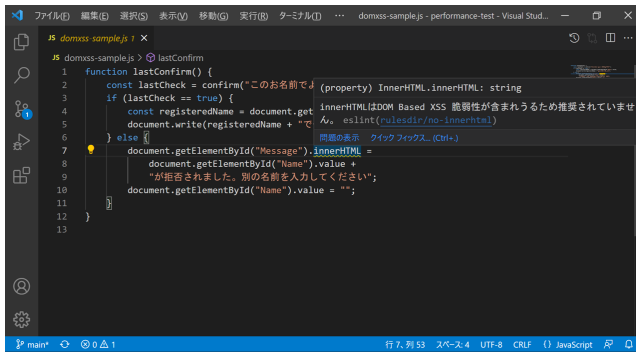 ファイル(F) 編集(E) 選択(S) 表示(V) 移動(G) 実行(R) ターミナル(T) ··· domxss-sample.js - performance-test - Visual Stud...
JS domxss-sample.js 1 ×
JS domxss-sample.js > lastConfirm
1 function lastConfirm() {
2 const lastCheck = confirm("このお名前でよ
3 if (lastCheck == true) {
4 const registeredName = document.get
5 document.write(registeredName + "で
6 } else {
7 document.getElementById("Message").innerHTML =
8 document.getElementById("Name").value +
9 "が拒否されました。別の名前を入力してください";
10 document.getElementById("Name").value = "";
11 }
12 }
13
(property) InnerHTML.innerHTML: string
innerHTMLはDOM Based XSS 脆弱性が含まれうるため推奨されていませ
ん。 eslint(rulesdir/no-innerhtml)
問題の表示 クイック フィックス... (Ctrl+.)
1
main* 0 1 行 7、列 53 スペース: 4 UTF-8 CRLF {} JavaScript